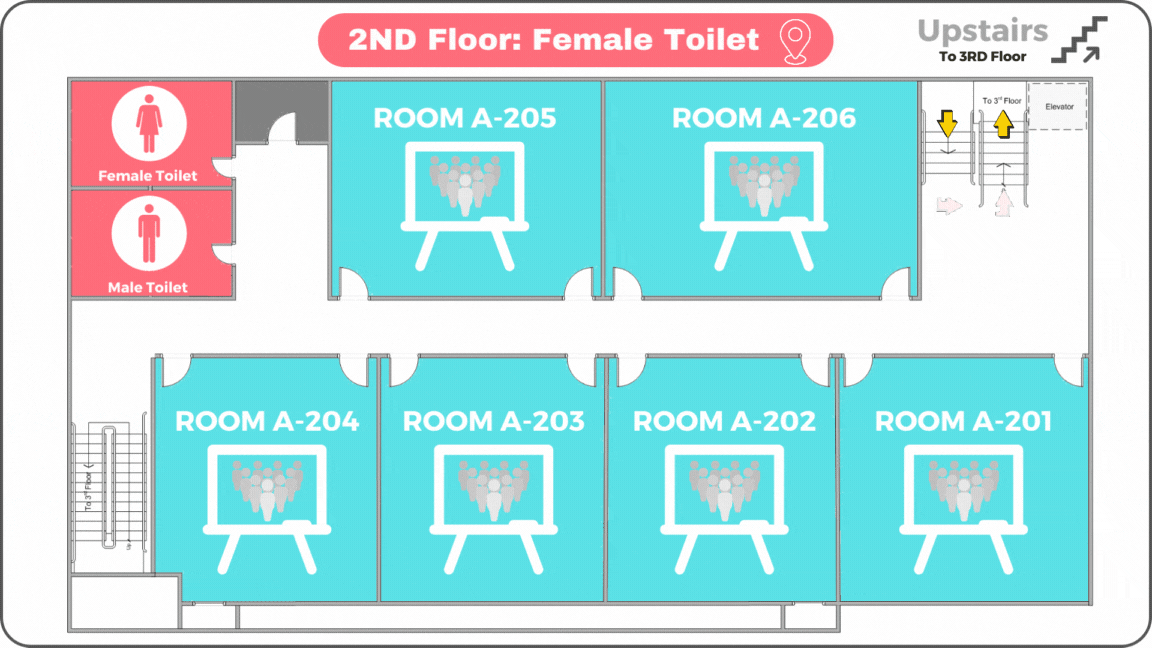 2ND Floor: Female Toilet
Upstairs
To 3RD Floor
Female Toilet
Male Toilet
ROOM A-205
ROOM A-206
To 3rd Floor
Elevator
ROOM A-204
ROOM A-203
ROOM A-202
ROOM A-201
To 3rd Floor